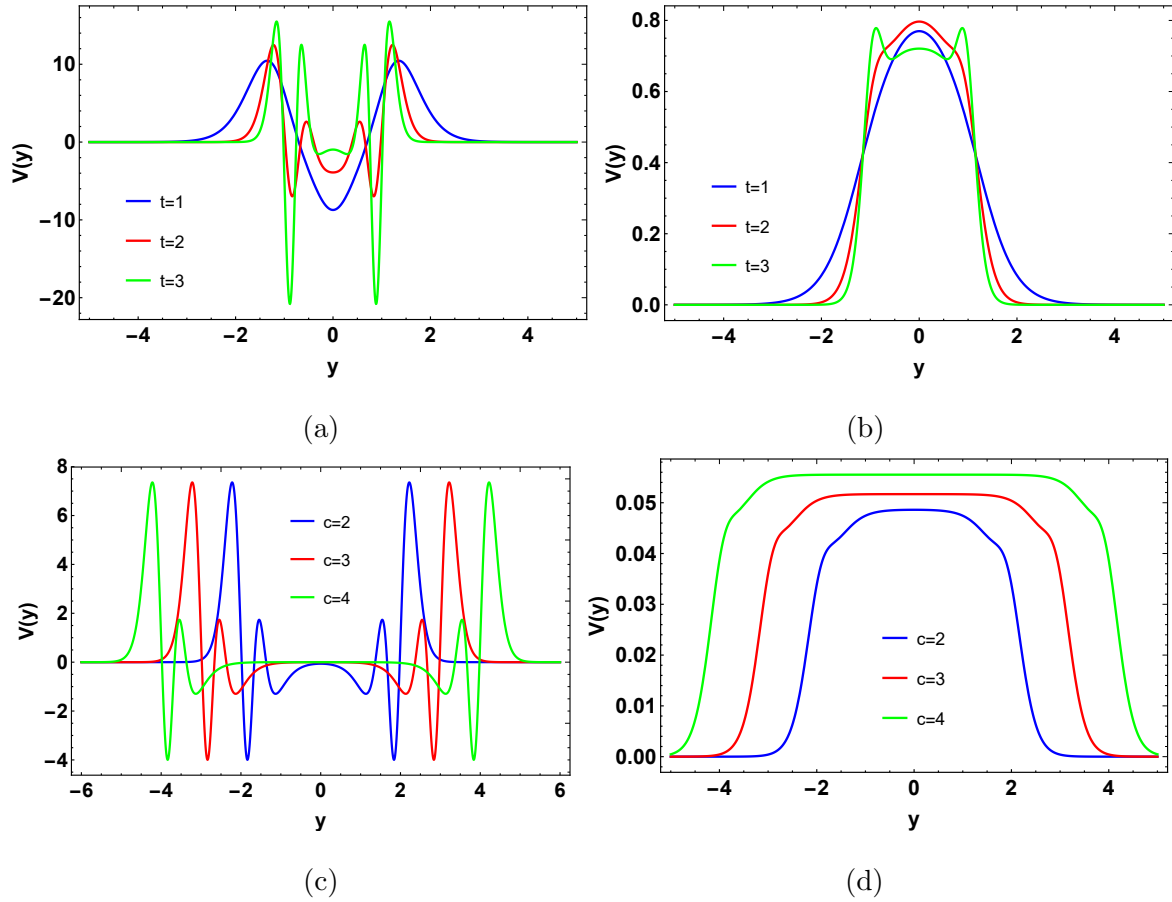 V(y)
10
0
−10
−20
t=1
t=2
t=3
−4 −2 0 2 4
y
(a)
V(y)
0.8
0.6
0.4
0.2
0.0
t=1
t=2
t=3
−4 −2 0 2 4
y
(b)
V(y)
8
6
4
2
0
−2
−4
c=2
c=3
c=4
−6 −4 −2 0 2 4 6
y
(c)
V(y)
0.05
0.04
0.03
0.02
0.01
0.00
c=2
c=3
c=4
−4 −2 0 2 4
y
(d)